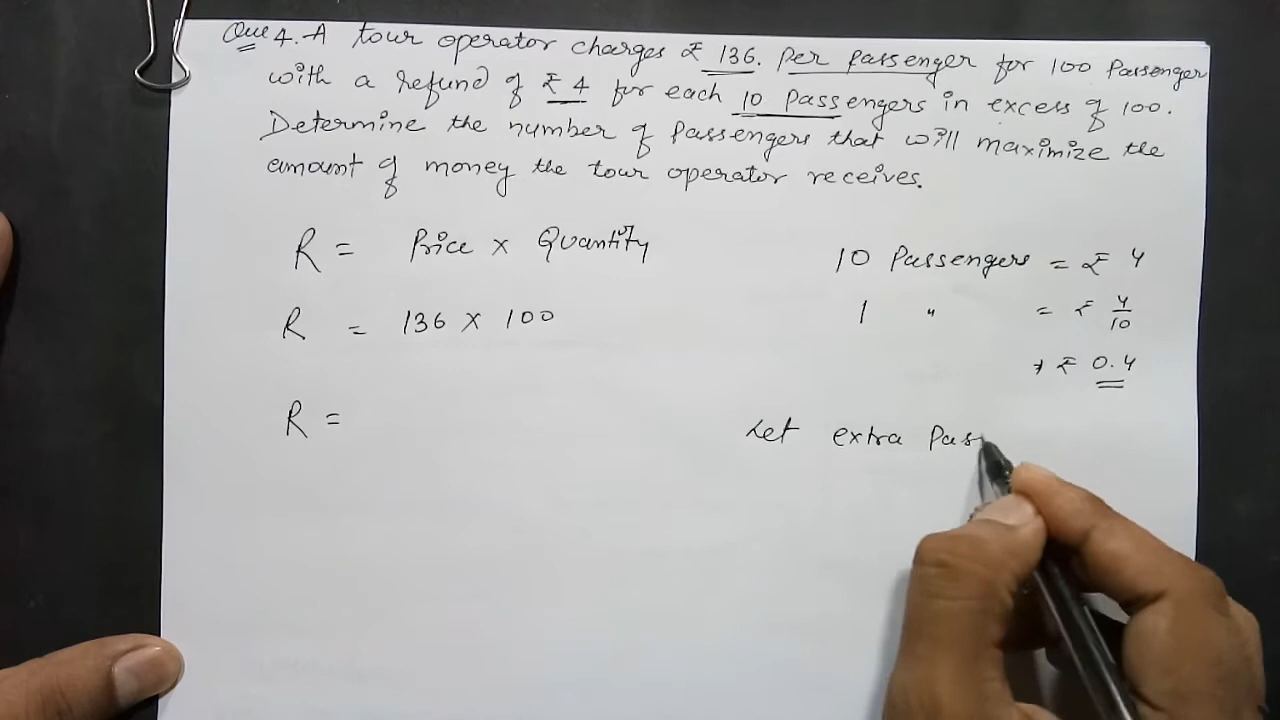 Que 4. A tour operator charges ₹ 136. Per Passenger for 100 Passenger
with a refund of ₹ 4 for each 10 Passengers in excess of 100.
Determine the number of Passengers that will maximize the
amount of money the tour operator receives.
R = Price × Quantity
10 Passengers = ₹ 4
R = 136 × 100
1 " = ₹ 4/10
→ ₹ 0.4
R =
Let extra Pas